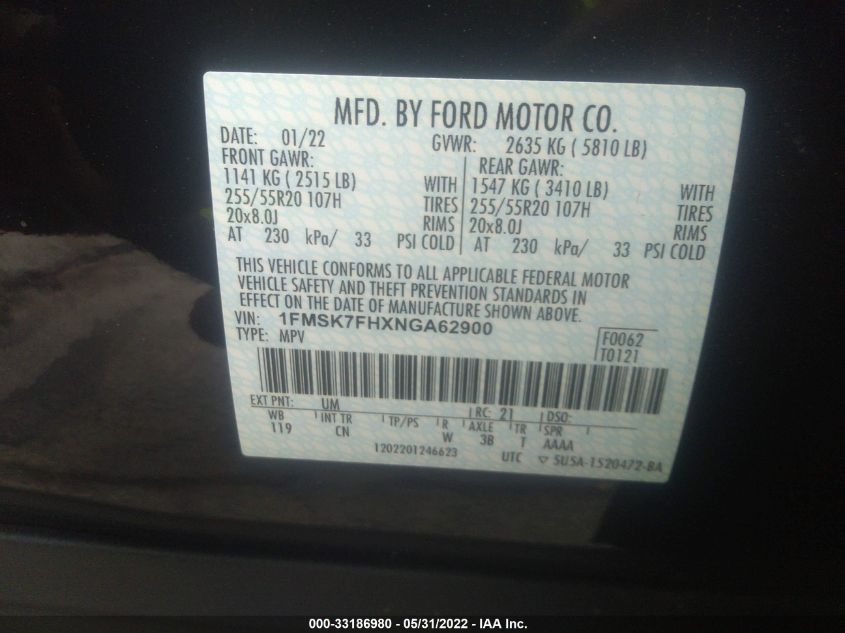 MFD. BY FORD MOTOR CO.
DATE: 01/22 GVWR: 2635 KG ( 5810 LB)
FRONT GAWR: REAR GAWR:
1141 KG ( 2515 LB) WITH 1547 KG ( 3410 LB) WITH
255/55R20 107H TIRES 255/55R20 107H TIRES
20x8.0J RIMS 20x8.0J RIMS
AT 230 kPa/ 33 PSI COLD AT 230 kPa/ 33 PSI COLD
THIS VEHICLE CONFORMS TO ALL APPLICABLE FEDERAL MOTOR
VEHICLE SAFETY AND THEFT PREVENTION STANDARDS IN
EFFECT ON THE DATE OF MANUFACTURE SHOWN ABOVE.
VIN: 1FMSK7FHXNGA62900
TYPE: MPV
F0062
T0121
EXT PNT: UM RC: 21 DSO:
WB INT TR TP/PS R AXLE TR SPR
119 CN W 3B T AAAA
1202201246623 UTC ▽ SU5A-1520472-BA
000-33186980 - 05/31/2022 - IAA Inc.